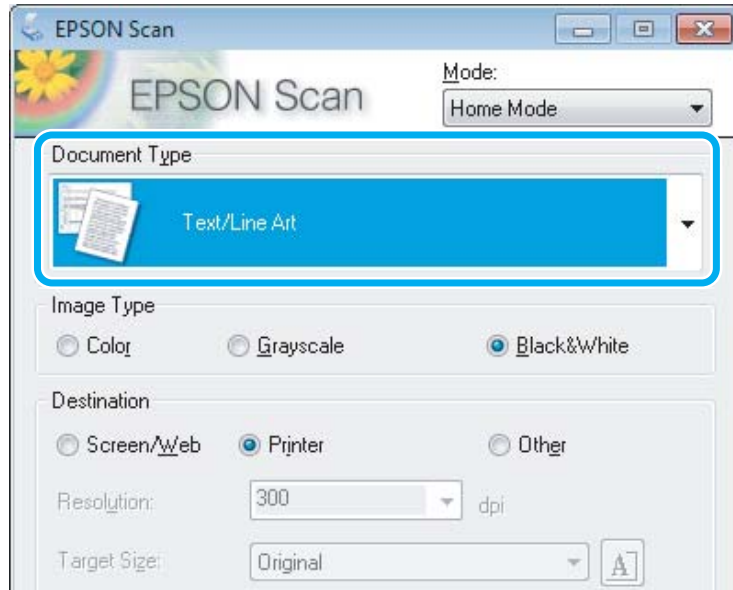 EPSON Scan
EPSON Scan
Mode:
Home Mode
Document Type
Text/Line Art
Image Type
Color Grayscale Black&White
Destination
Screen/Web Printer Other
Resolution: 300 dpi
Target Size: Original A